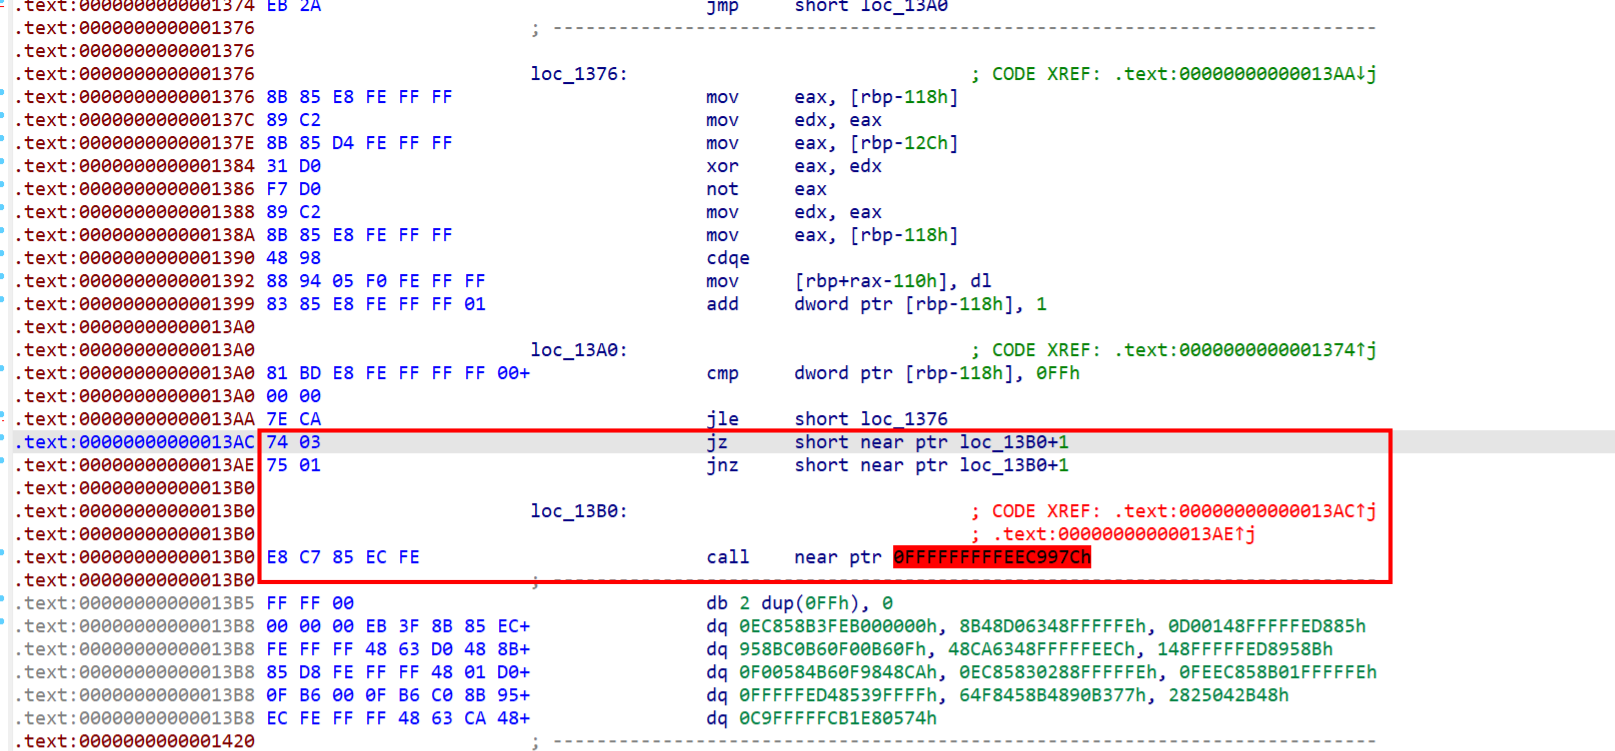 .text:0000000000001374 EB 2A jmp short loc_13A0
.text:0000000000001376 ; ---------------------------------------------------------------------------
.text:0000000000001376
.text:0000000000001376 loc_1376: ; CODE XREF: .text:00000000000013AA↓j
.text:0000000000001376 8B 85 E8 FE FF FF mov eax, [rbp-118h]
.text:000000000000137C 89 C2 mov edx, eax
.text:000000000000137E 8B 85 D4 FE FF FF mov eax, [rbp-12Ch]
.text:0000000000001384 31 D0 xor eax, edx
.text:0000000000001386 F7 D0 not eax
.text:0000000000001388 89 C2 mov edx, eax
.text:000000000000138A 8B 85 E8 FE FF FF mov eax, [rbp-118h]
.text:0000000000001390 48 98 cdqe
.text:0000000000001392 88 94 05 F0 FE FF FF mov [rbp+rax-110h], dl
.text:0000000000001399 83 85 E8 FE FF FF 01 add dword ptr [rbp-118h], 1
.text:00000000000013A0
.text:00000000000013A0 loc_13A0: ; CODE XREF: .text:0000000000001374↑j
.text:00000000000013A0 81 BD E8 FE FF FF FF 00+ cmp dword ptr [rbp-118h], 0FFh
.text:00000000000013A0 00 00
.text:00000000000013AA 7E CA jle short loc_1376
.text:00000000000013AC 74 03 jz short near ptr loc_13B0+1
.text:00000000000013AE 75 01 jnz short near ptr loc_13B0+1
.text:00000000000013B0
.text:00000000000013B0 loc_13B0: ; CODE XREF: .text:00000000000013AC↑j
.text:00000000000013B0 ; .text:00000000000013AE↑j
.text:00000000000013B0 E8 C7 85 EC FE call near ptr 0FFFFFFFFFEEC997Ch
.text:00000000000013B0 ; ---------------------------------------------------------------------------
.text:00000000000013B5 FF FF 00 db 2 dup(0FFh), 0
.text:00000000000013B8 00 00 00 EB 3F 8B 85 EC+ dq 0EC858B3FEB000000h, 8B48D06348FFFFFEh, 0D00148FFFFFED885h
.text:00000000000013B8 FE FF FF 48 63 D0 48 8B+ dq 958BC0B60F00B60Fh, 48CA6348FFFFFEECh, 148FFFFFED8958Bh
.text:00000000000013B8 85 D8 FE FF FF 48 01 D0+ dq 0F00584B60F9848CAh, 0EC85830288FFFFFEh, 0FEEC858B01FFFFFEh
.text:00000000000013B8 0F B6 00 0F B6 C0 8B 95+ dq 0FFFFFED48539FFFFh, 64F8458B4890B377h, 2825042B48h
.text:00000000000013B8 EC FE FF FF 48 63 CA 48+ dq 0C9FFFFFCB1E80574h
.text:0000000000001420 ; ---------------------------------------------------------------------------